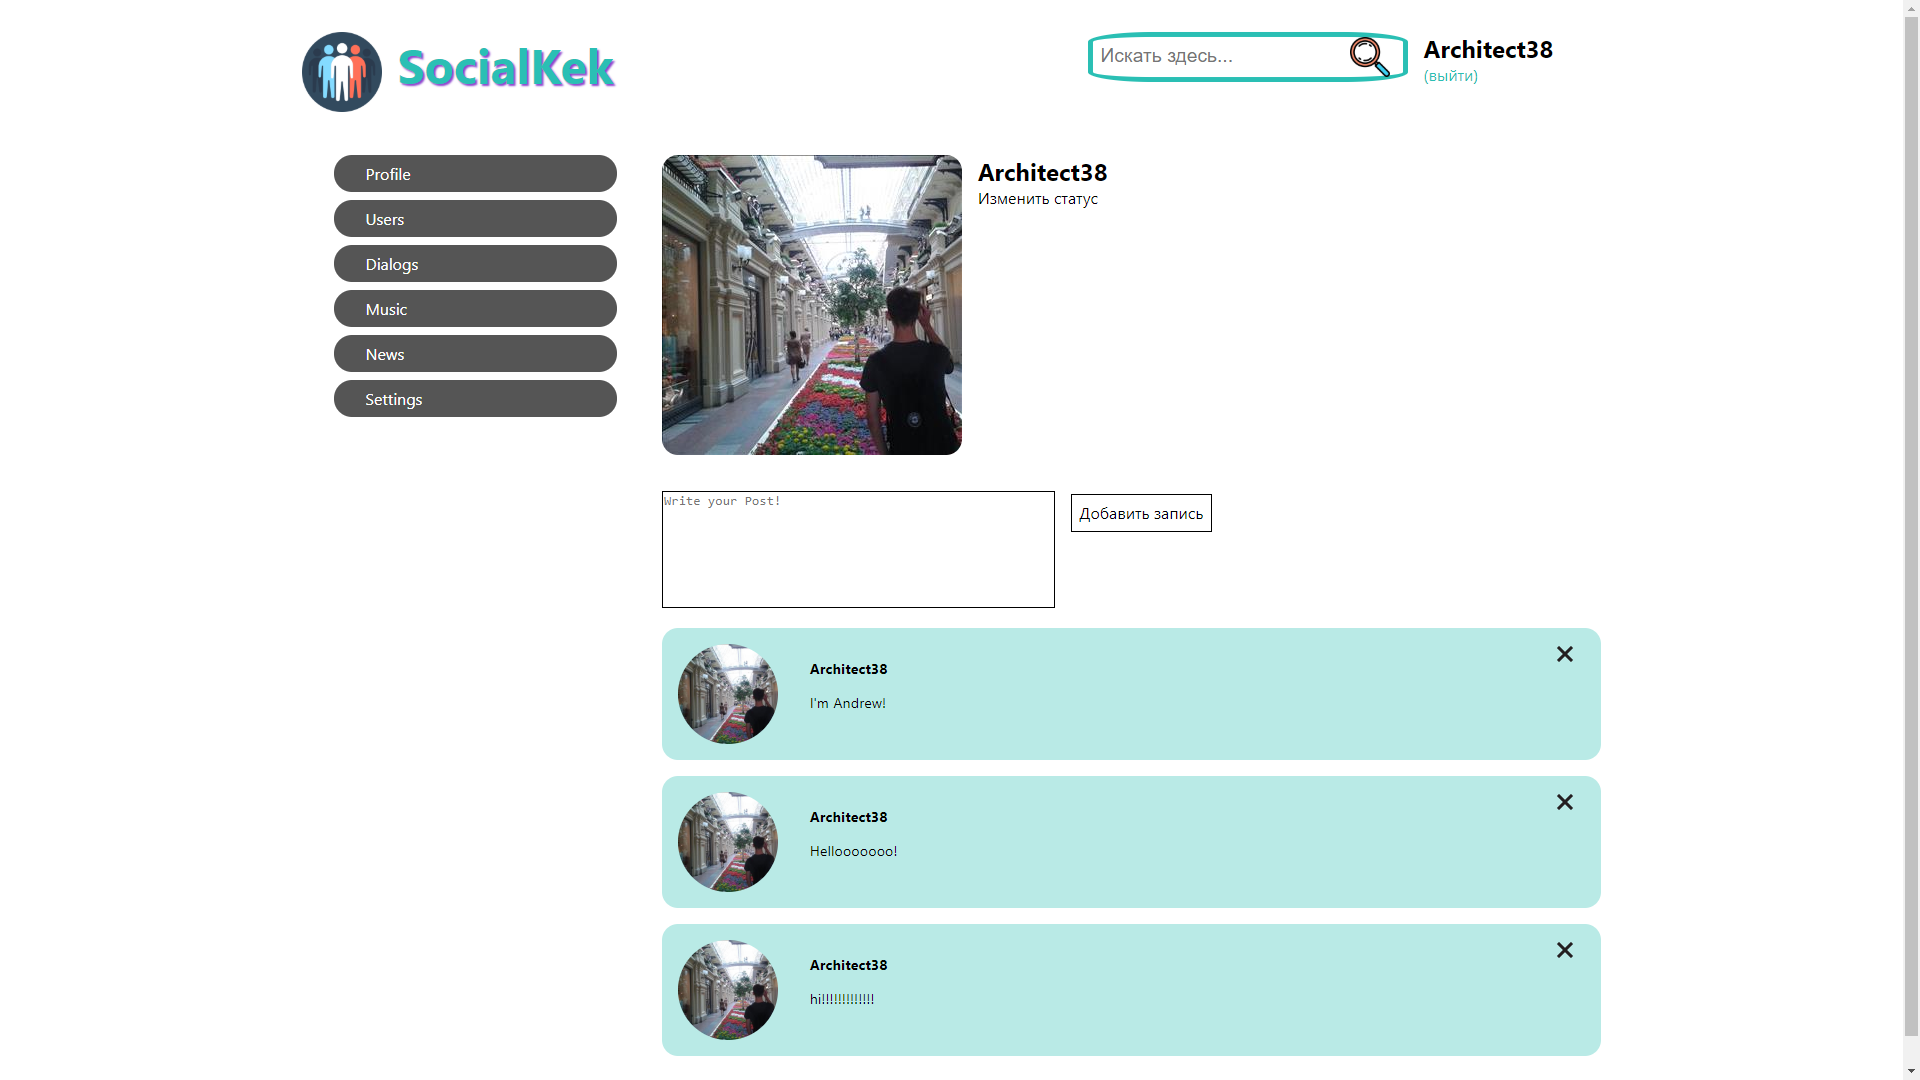 SocialKek
Искать здесь...
Architect38
(выйти)
Profile
Users
Dialogs
Music
News
Settings
Architect38
Изменить статус
Write your Post!
Добавить запись
Architect38
I'm Andrew!
Architect38
Hellooooooo!
Architect38
hi!!!!!!!!!!!!!